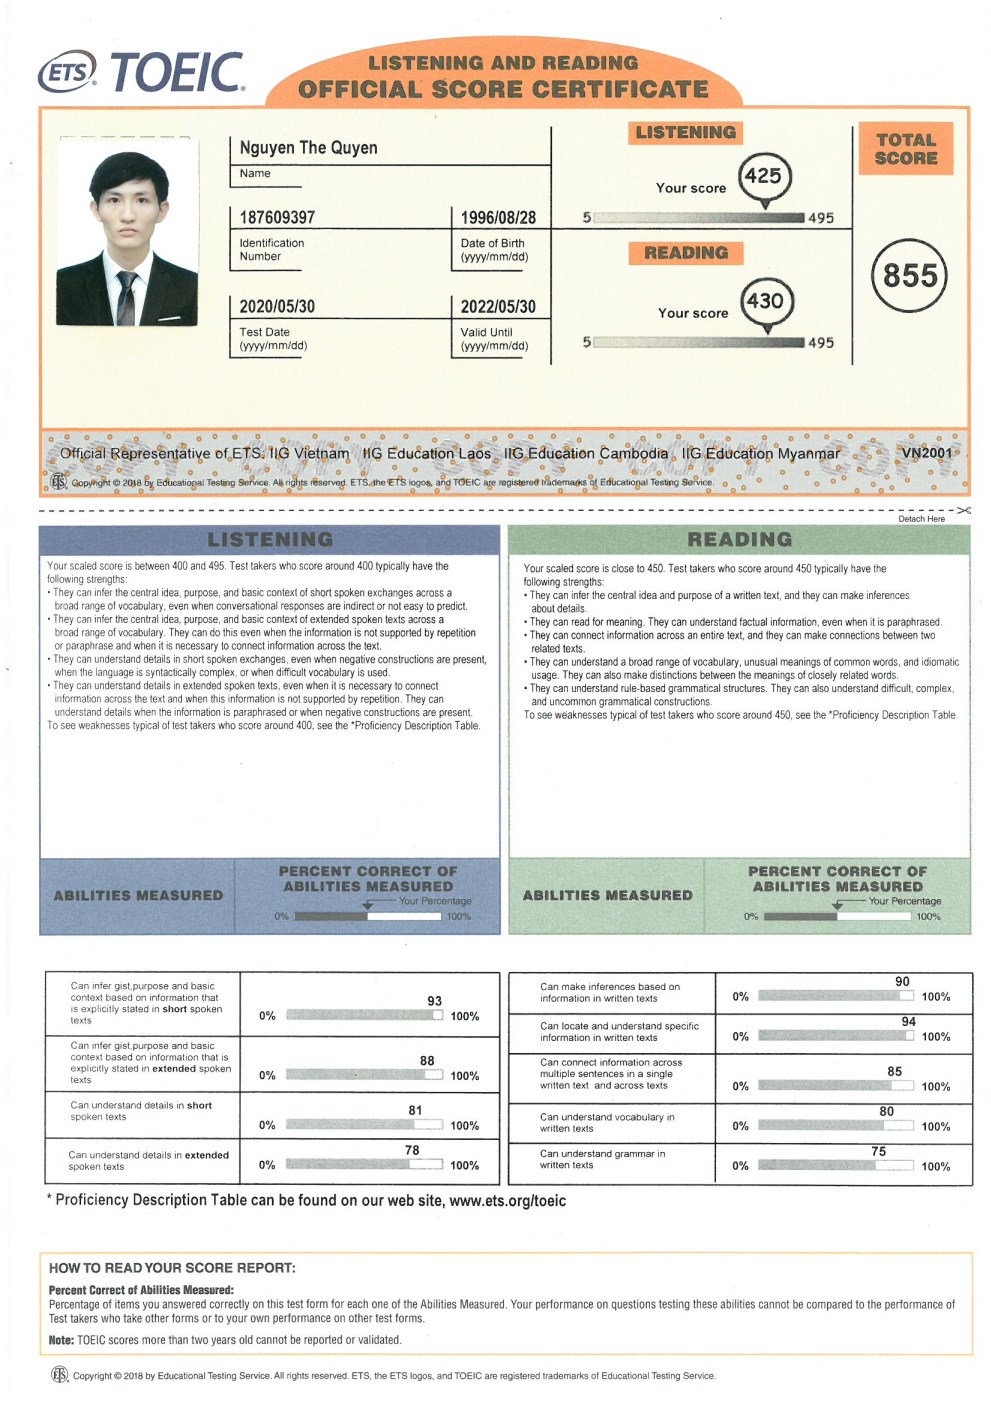 ETS® TOEIC®
LISTENING AND READING
OFFICIAL SCORE CERTIFICATE
Nguyen The Quyen
Name
187609397
Identification
Number
1996/08/28
Date of Birth
(yyyy/mm/dd)
2020/05/30
Test Date
(yyyy/mm/dd)
2022/05/30
Valid Until
(yyyy/mm/dd)
LISTENING
Your score
425
5 495
READING
Your score
430
5 495
TOTAL
SCORE
855
Official Representative of ETS: IIG Vietnam IIG Education Laos IIG Education Cambodia IIG Education Myanmar VN2001
ETS Copyright © 2018 by Educational Testing Service. All rights reserved. ETS, the ETS logos, and TOEIC are registered trademarks of Educational Testing Service.
Detach Here
LISTENING
Your scaled score is between 400 and 495. Test takers who score around 400 typically have the
following strengths:
• They can infer the central idea, purpose, and basic context of short spoken exchanges across a
broad range of vocabulary, even when conversational responses are indirect or not easy to predict.
• They can infer the central idea, purpose, and basic context of extended spoken texts across a
broad range of vocabulary. They can do this even when the information is not supported by repetition
or paraphrase and when it is necessary to connect information across the text.
• They can understand details in short spoken exchanges, even when negative constructions are present,
when the language is syntactically complex, or when difficult vocabulary is used.
• They can understand details in extended spoken texts, even when it is necessary to connect
information across the text and when this information is not supported by repetition. They can
understand details when the information is paraphrased or when negative constructions are present.
To see weaknesses typical of test takers who score around 400, see the *Proficiency Description Table.
ABILITIES MEASURED
PERCENT CORRECT OF
ABILITIES MEASURED
Your Percentage
0% 100%
READING
Your scaled score is close to 450. Test takers who score around 450 typically have the
following strengths:
• They can infer the central idea and purpose of a written text, and they can make inferences
about details.
• They can read for meaning. They can understand factual information, even when it is paraphrased.
• They can connect information across an entire text, and they can make connections between two
related texts.
• They can understand a broad range of vocabulary, unusual meanings of common words, and idiomatic
usage. They can also make distinctions between the meanings of closely related words.
• They can understand rule-based grammatical structures. They can also understand difficult, complex,
and uncommon grammatical constructions.
To see weaknesses typical of test takers who score around 450, see the *Proficiency Description Table
ABILITIES MEASURED
PERCENT CORRECT OF
ABILITIES MEASURED
Your Percentage
0% 100%
Can infer gist,purpose and basic
context based on information that
is explicitly stated in short spoken
texts
93
0% 100%
Can infer gist,purpose and basic
context based on information that is
explicitly stated in extended spoken
texts
88
0% 100%
Can understand details in short
spoken texts
81
0% 100%
Can understand details in extended
spoken texts
78
0% 100%
Can make inferences based on
information in written texts
90
0% 100%
Can locate and understand specific
information in written texts
94
0% 100%
Can connect information across
multiple sentences in a single
written text and across texts
85
0% 100%
Can understand vocabulary in
written texts
80
0% 100%
Can understand grammar in
written texts
75
0% 100%
* Proficiency Description Table can be found on our web site, www.ets.org/toeic
HOW TO READ YOUR SCORE REPORT:
Percent Correct of Abilities Measured:
Percentage of items you answered correctly on this test form for each one of the Abilities Measured. Your performance on questions testing these abilities cannot be compared to the performance of
Test takers who take other forms or to your own performance on other test forms.
Note: TOEIC scores more than two years old cannot be reported or validated.
ETS Copyright © 2018 by Educational Testing Service. All rights reserved. ETS, the ETS logos, and TOEIC are registered trademarks of Educational Testing Service.